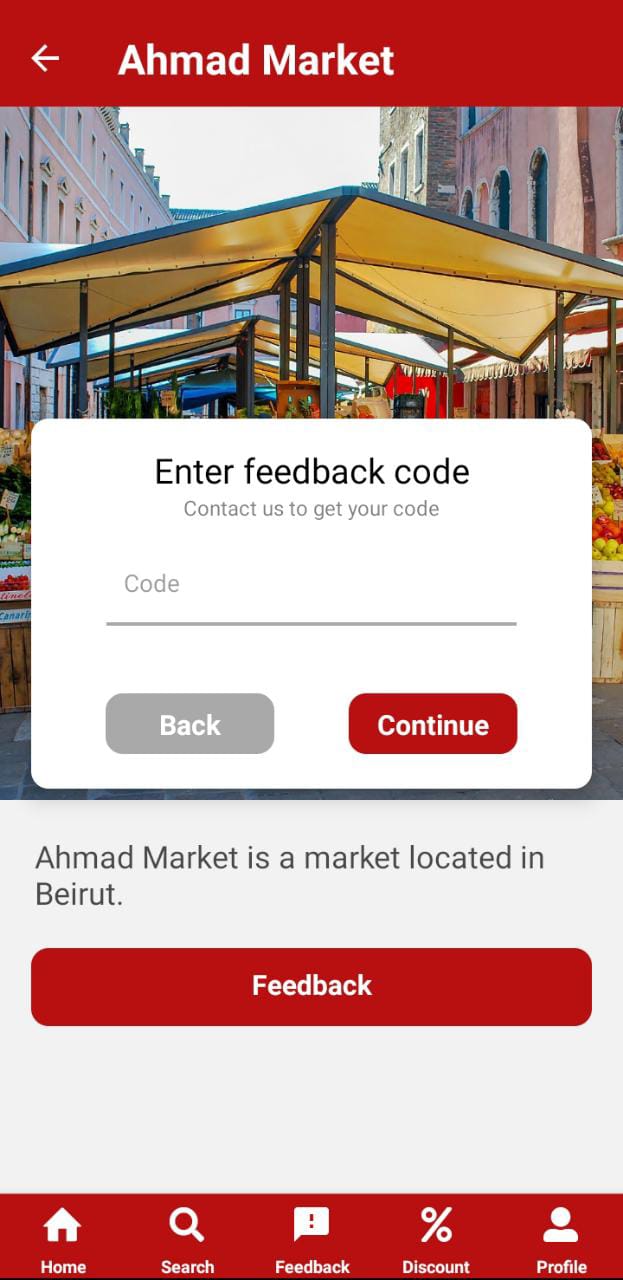 Ahmad Market
Enter feedback code
Contact us to get your code
Code
Back
Continue
Ahmad Market is a market located in
Beirut.
Feedback
Home
Search
Feedback
Discount
Profile